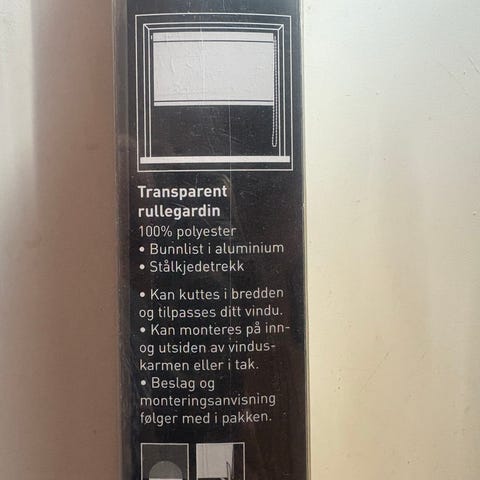 Transparent
rullegardin
100% polyester
• Bunnlist i aluminium
• Stålkjedetrekk
• Kan kuttes i bredden
og tilpasses ditt vindu.
• Kan monteres på inn-
og utsiden av vindus-
karmen eller i tak.
• Beslag og
monteringsanvisning
følger med i pakken.